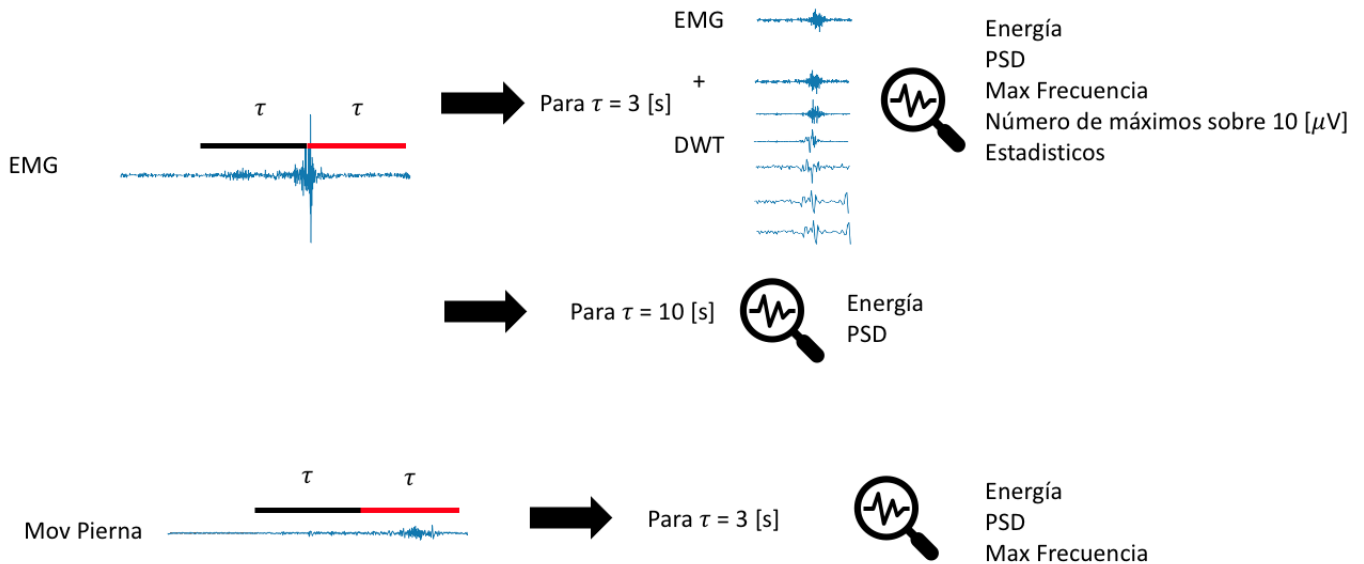 EMG
Energía
PSD
+
Max Frecuencia
τ τ
Para τ = 3 [s]
Número de máximos sobre 10 [μV]
DWT
Estadisticos
EMG
Para τ = 10 [s]
Energía
PSD
τ τ
Mov Pierna
Para τ = 3 [s]
Energía
PSD
Max Frecuencia